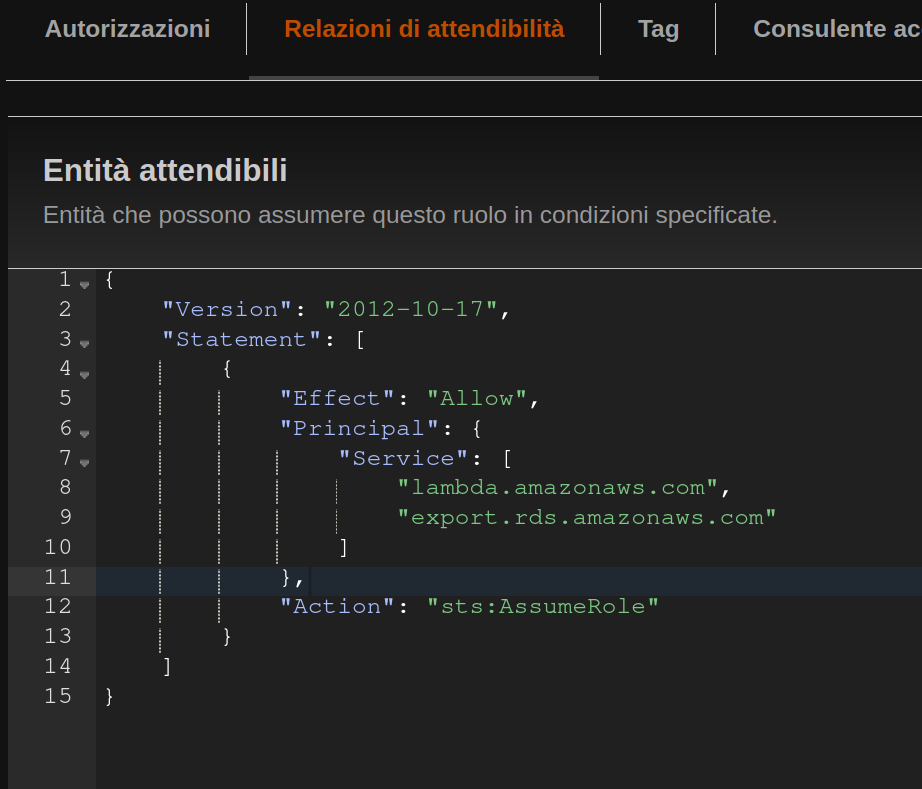 Autorizzazioni Relazioni di attendibilità Tag Consulente ac
Entità attendibili
Entità che possono assumere questo ruolo in condizioni specificate.
1 {
2     "Version": "2012-10-17",
3     "Statement": [
4         {
5             "Effect": "Allow",
6             "Principal": {
7                 "Service": [
8                     "lambda.amazonaws.com",
9                     "export.rds.amazonaws.com"
10                 ]
11             },
12             "Action": "sts:AssumeRole"
13         }
14     ]
15 }